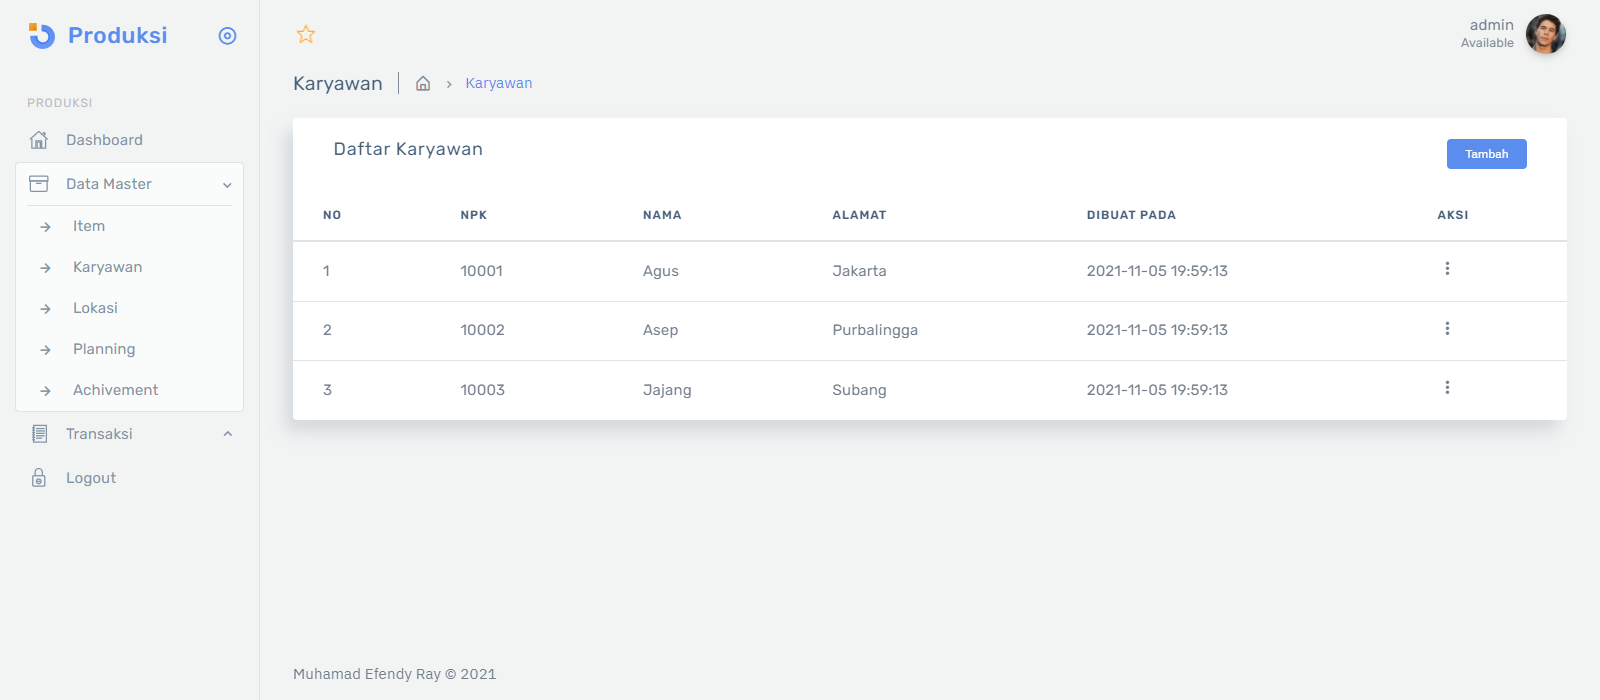 Produksi
admin
Available
Karyawan
Karyawan
PRODUKSI
Dashboard
Data Master
Item
Karyawan
Lokasi
Planning
Achivement
Transaksi
Logout
Daftar Karyawan
Tambah
NO NPK NAMA ALAMAT DIBUAT PADA AKSI
1 10001 Agus Jakarta 2021-11-05 19:59:13
2 10002 Asep Purbalingga 2021-11-05 19:59:13
3 10003 Jajang Subang 2021-11-05 19:59:13
Muhamad Efendy Ray © 2021